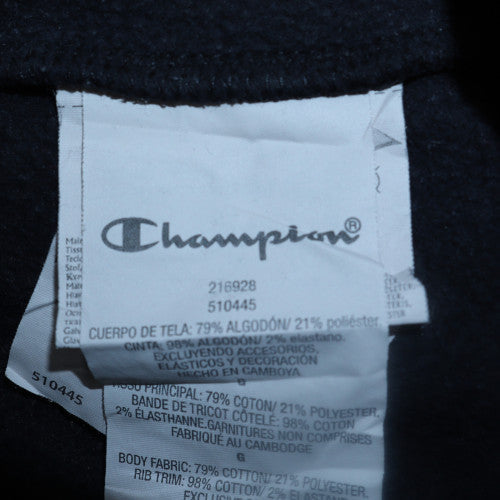 Champion®
216928
510445
CUERPO DE TELA: 79% ALGODÓN/ 21% poliéster.
CINTA: 98% ALGODÓN/ 2% elastano.
EXCLUYENDO ACCESORIOS,
ELÁSTICOS y DECORACIÓN
HECHO EN CAMBOYA
G
PRINCIPAL: 79% COTON/ 21% POLYESTER,
BANDE DE TRICOT CÔTELÉ: 98% COTON
2% ÉLASTHANNE.GARNITURES NON COMPRISES
FABRIQUÉ AU CAMBODGE
G
BODY FABRIC: 79% COTTON/ 21% POLYESTER
RIB TRIM: 98% COTTON/ 2% ELASTANE
510445